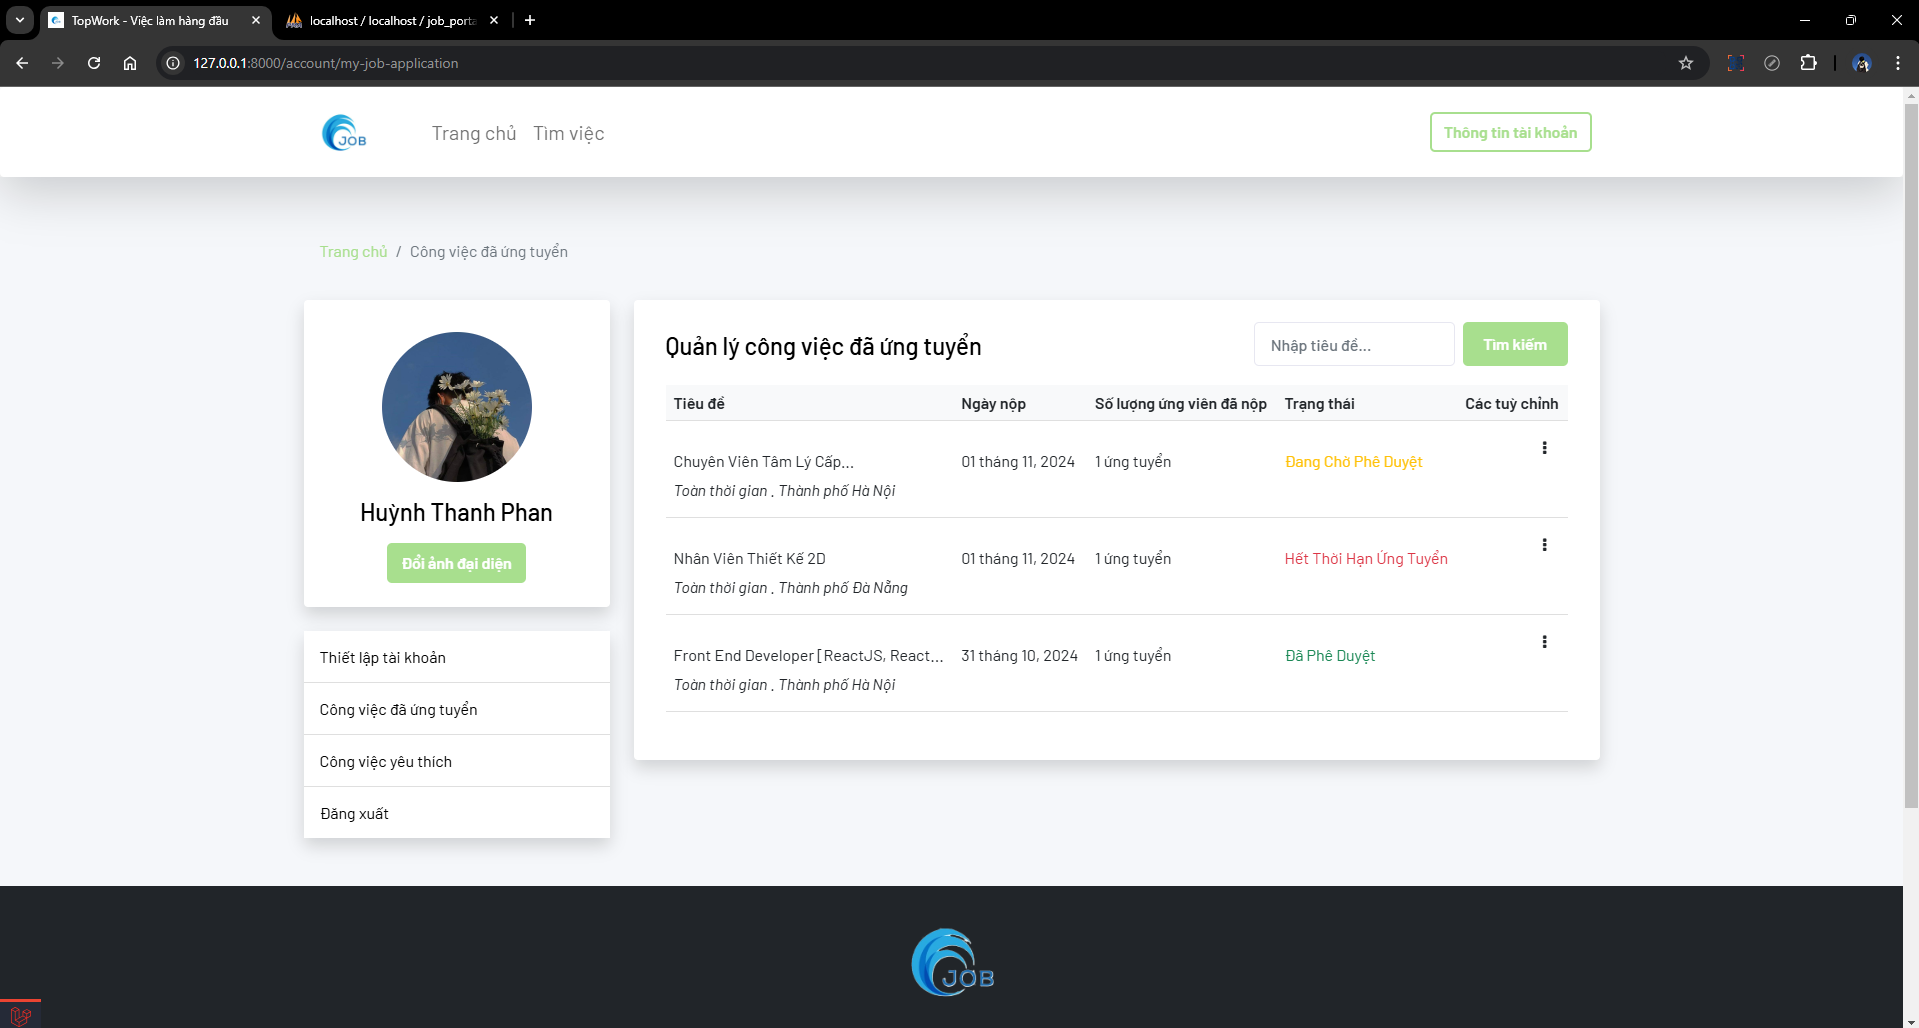 TopWork - Việc làm hàng đầu
localhost / localhost / job_porta
127.0.0.1:8000/account/my-job-application
JOB
Trang chủ
Tìm việc
Thông tin tài khoản
Trang chủ / Công việc đã ứng tuyển
Huỳnh Thanh Phan
Đổi ảnh đại diện
Thiết lập tài khoản
Công việc đã ứng tuyển
Công việc yêu thích
Đăng xuất
Quản lý công việc đã ứng tuyển
Nhập tiêu đề...
Tìm kiếm
Tiêu đề Ngày nộp Số lượng ứng viên đã nộp Trạng thái Các tuỳ chỉnh
Chuyên Viên Tâm Lý Cấp... 01 tháng 11, 2024 1 ứng tuyển Đang Chờ Phê Duyệt
Toàn thời gian . Thành phố Hà Nội
Nhân Viên Thiết Kế 2D 01 tháng 11, 2024 1 ứng tuyển Hết Thời Hạn Ứng Tuyển
Toàn thời gian . Thành phố Đà Nẵng
Front End Developer [ReactJS, React... 31 tháng 10, 2024 1 ứng tuyển Đã Phê Duyệt
Toàn thời gian . Thành phố Hà Nội
JOB